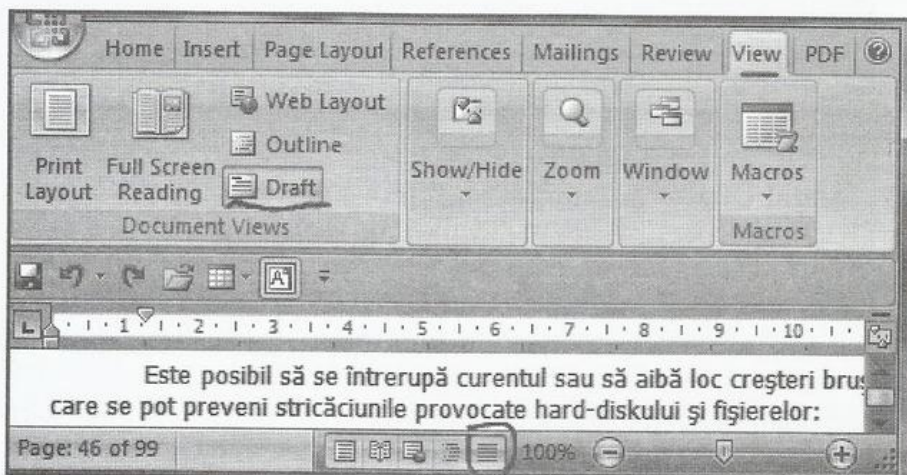 Home Insert Page Layout References Mailings Review View PDF
Web Layout
Outline
Print Layout
Full Screen Reading
Draft
Show/Hide
Zoom
Window
Macros
Document Views
Macros
L 1 2 3 4 5 6 7 8 9 10
Este posibil să se întrerupă curentul sau să aibă loc creşteri
care se pot preveni stricăciunile provocate hard-diskului şi fişierelor:
Page: 46 of 99 100%